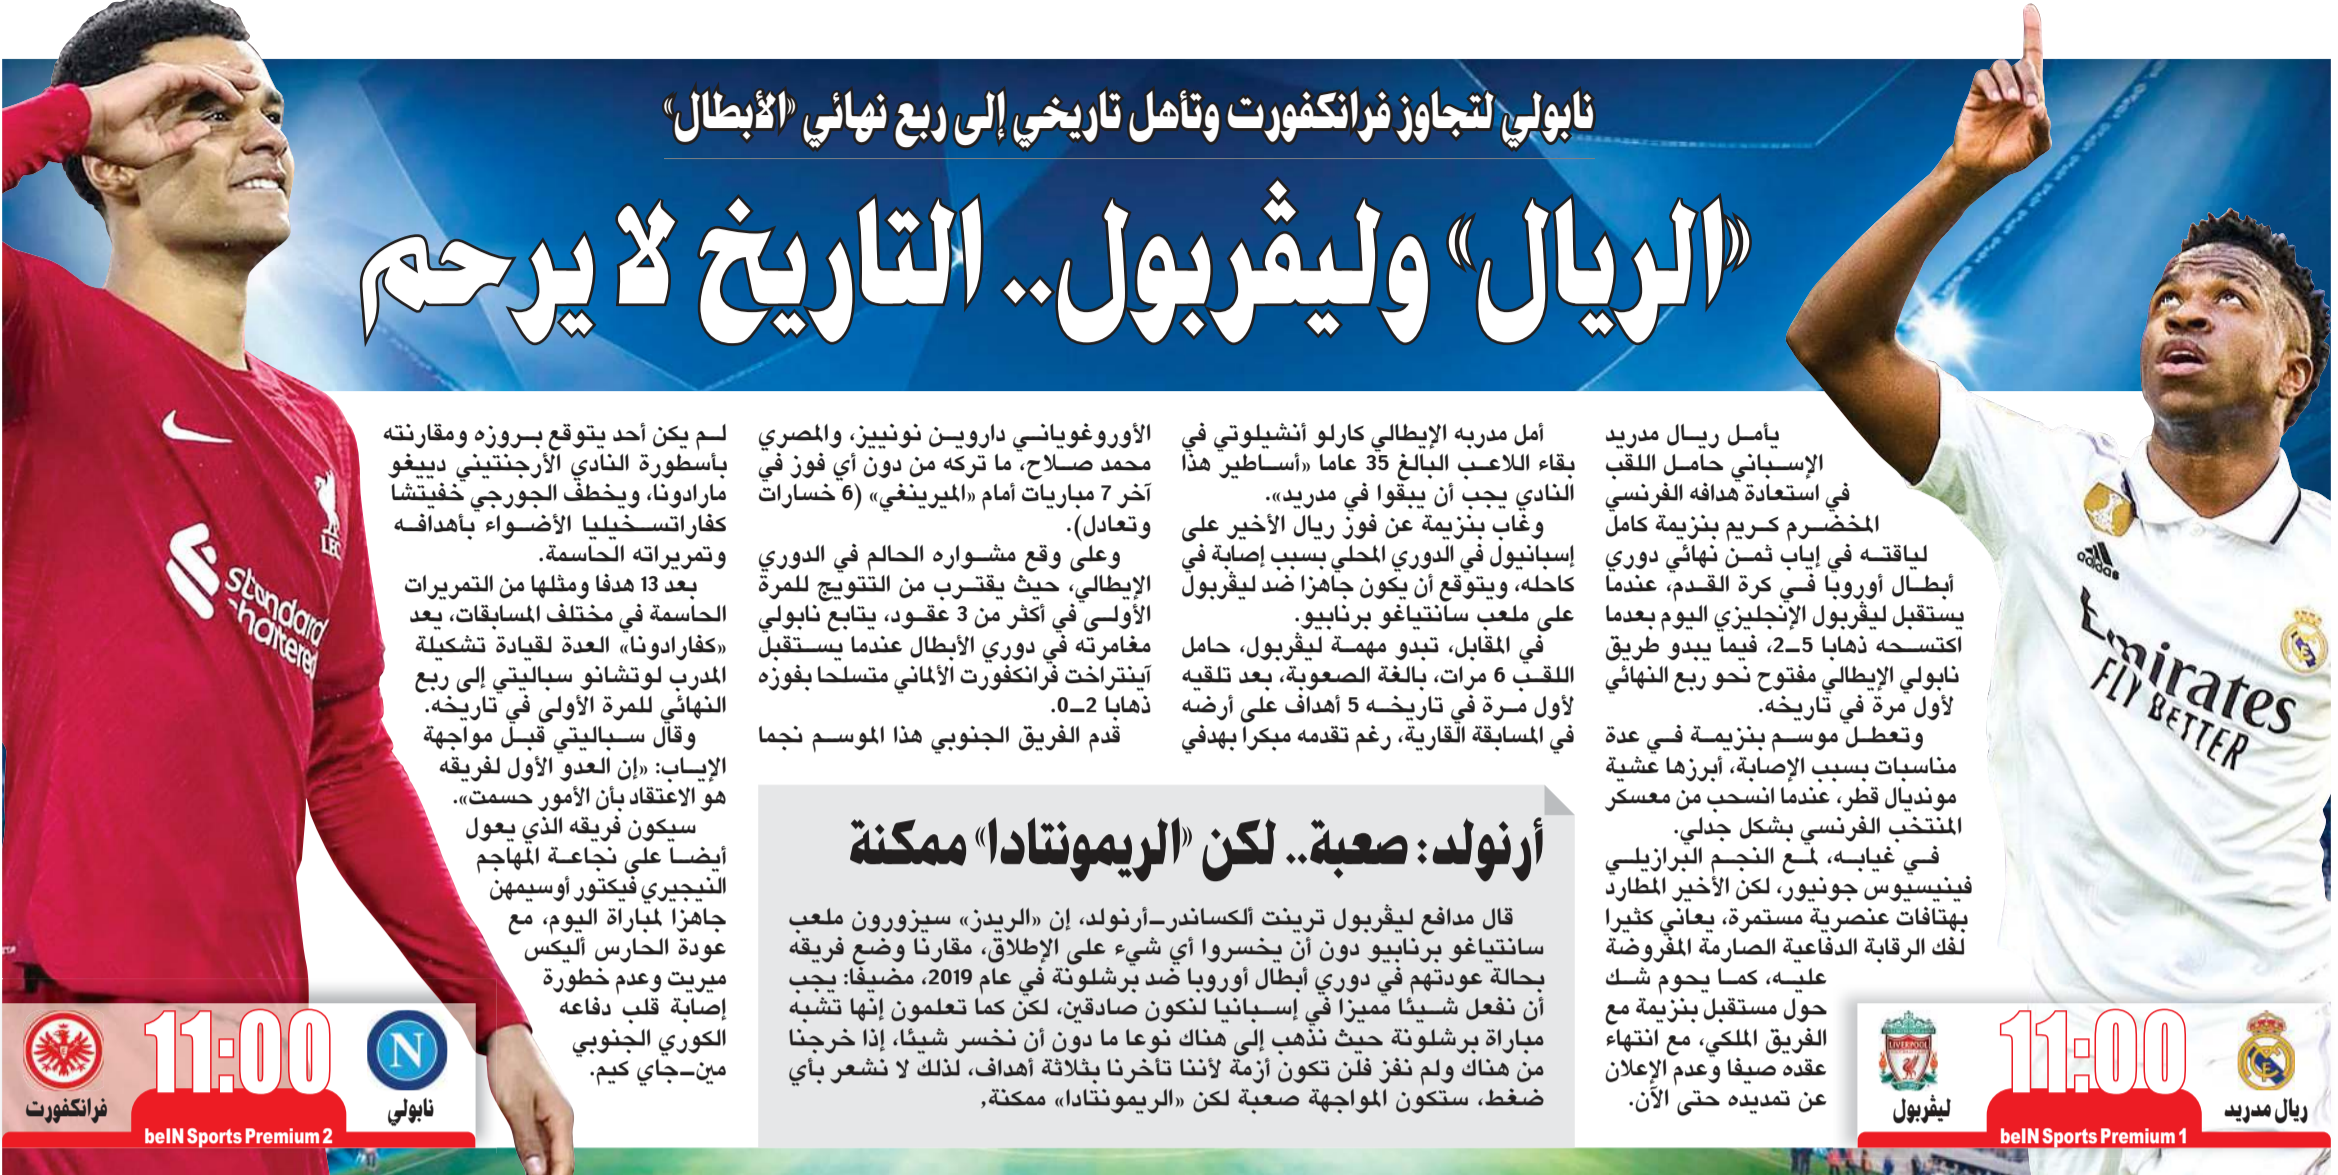 نابولي لتجاوز فرانكفورت وتأهل تاريخي إلى ربع نهائي «الأبطال»
«الريال» وليڤربول.. التاريخ لا يرحم
يأمل ريال مدريد
الإسباني حامل اللقب
في استعادة هدافه الفرنسي
المخضرم كريم بنزيمة كامل
لياقته في إياب ثمن نهائي دوري
أبطال أوروبا في كرة القدم، عندما
يستقبل ليڤربول الإنجليزي اليوم بعدما
اكتسحه ذهابا 5-2، فيما يبدو طريق
نابولي الإيطالي مفتوح نحو ربع النهائي
لأول مرة في تاريخه.
وتعطل موسم بنزيمة في عدة
مناسبات بسبب الإصابة، أبرزها عشية
مونديال قطر، عندما انسحب من معسكر
المنتخب الفرنسي بشكل جدلي.
في غيابه، لمع النجم البرازيلي
فينيسيوس جونيور، لكن الأخير المطارد
بهتافات عنصرية مستمرة، يعاني كثيرا
لفك الرقابة الدفاعية الصارمة المفروضة
عليه، كما يحوم شك
حول مستقبل بنزيمة مع
الفريق الملكي، مع انتهاء
عقده صيفا وعدم الإعلان
عن تمديده حتى الآن.
أمل مدربه الإيطالي كارلو أنشيلوتي في
بقاء اللاعب البالغ 35 عاما «أساطير هذا
النادي يجب أن يبقوا في مدريد».
وغاب بنزيمة عن فوز ريال الأخير على
إسبانيول في الدوري المحلي بسبب إصابة في
كاحله، ويتوقع أن يكون جاهزا ضد ليڤربول
على ملعب سانتياغو برنابيو.
في المقابل، تبدو مهمة ليڤربول، حامل
اللقب 6 مرات، بالغة الصعوبة، بعد تلقيه
لأول مرة في تاريخه 5 أهداف على أرضه
في المسابقة القارية، رغم تقدمه مبكرا بهدفي
الأوروغوياني داروين نونييز، والمصري
محمد صلاح، ما تركه من دون أي فوز في
آخر 7 مباريات أمام «الميرينغي» (6 خسارات
وتعادل).
وعلى وقع مشواره الحالم في الدوري
الإيطالي، حيث يقترب من التتويج للمرة
الأولى في أكثر من 3 عقود، يتابع نابولي
مغامرته في دوري الأبطال عندما يستقبل
آينتراخت فرانكفورت الألماني متسلحا بفوزه
ذهابا 2-0.
قدم الفريق الجنوبي هذا الموسم نجما
لم يكن أحد يتوقع بروزه ومقارنته
بأسطورة النادي الأرجنتيني دييغو
مارادونا، ويخطف الجورجي خفيتشا
كفاراتسخيليا الأضواء بأهدافه
وتمريراته الحاسمة.
بعد 13 هدفا ومثلها من التمريرات
الحاسمة في مختلف المسابقات، يعد
«كفارادونا» العدة لقيادة تشكيلة
المدرب لوتشانو سباليتي إلى ربع
النهائي للمرة الأولى في تاريخه.
وقال سباليتي قبل مواجهة
الإياب: «إن العدو الأول لفريقه
هو الاعتقاد بأن الأمور حسمت».
سيكون فريقه الذي يعول
أيضا على نجاعة المهاجم
النيجيري فيكتور أوسيمهن
جاهزا لمباراة اليوم، مع
عودة الحارس أليكس
ميريت وعدم خطورة
إصابة قلب دفاعه
الكوري الجنوبي
مين-جاي كيم.
أرنولد: صعبة.. لكن «الريمونتادا» ممكنة
قال مدافع ليڤربول ترينت ألكساندر-أرنولد، إن «الريدز» سيزورون ملعب
سانتياغو برنابيو دون أن يخسروا أي شيء على الإطلاق، مقارنا وضع فريقه
بحالة عودتهم في دوري أبطال أوروبا ضد برشلونة في عام 2019، مضيفا: يجب
أن نفعل شيئا مميزا في إسبانيا لنكون صادقين، لكن كما تعلمون إنها تشبه
مباراة برشلونة حيث نذهب إلى هناك نوعا ما دون أن نخسر شيئا، إذا خرجنا
من هناك ولم نفز فلن تكون أزمة لأننا تأخرنا بثلاثة أهداف، لذلك لا نشعر بأي
ضغط، ستكون المواجهة صعبة لكن «الريمونتادا» ممكنة,
ريال مدريد
11:00
ليڤربول
beIN Sports Premium 1
نابولي
11:00
فرانكفورت
beIN Sports Premium 2
adidas
Emirates
FLY BETTER
LFC
standard
chartered
LIVERPOOL
N